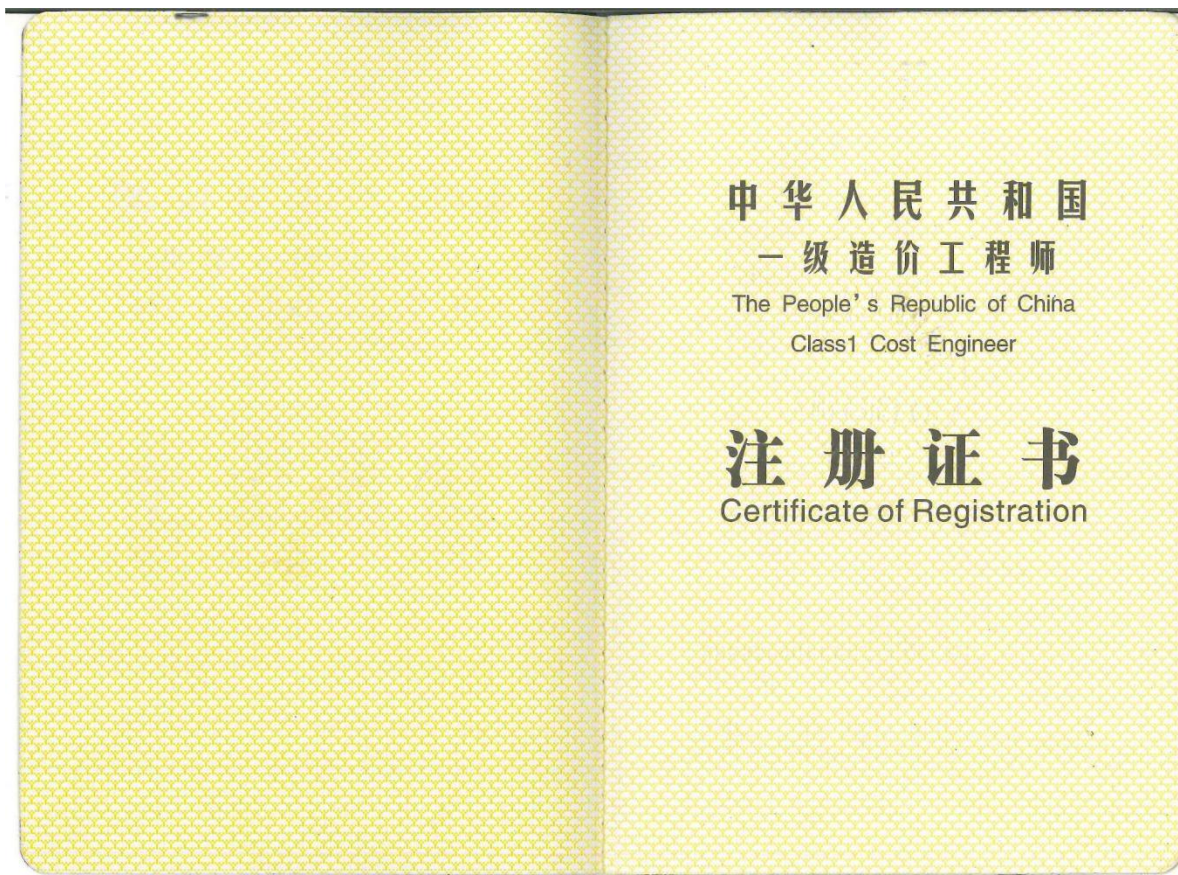 中华人民共和国
一级造价工程师
The People's Republic of China
Class1 Cost Engineer
注册证书
Certificate of Registration